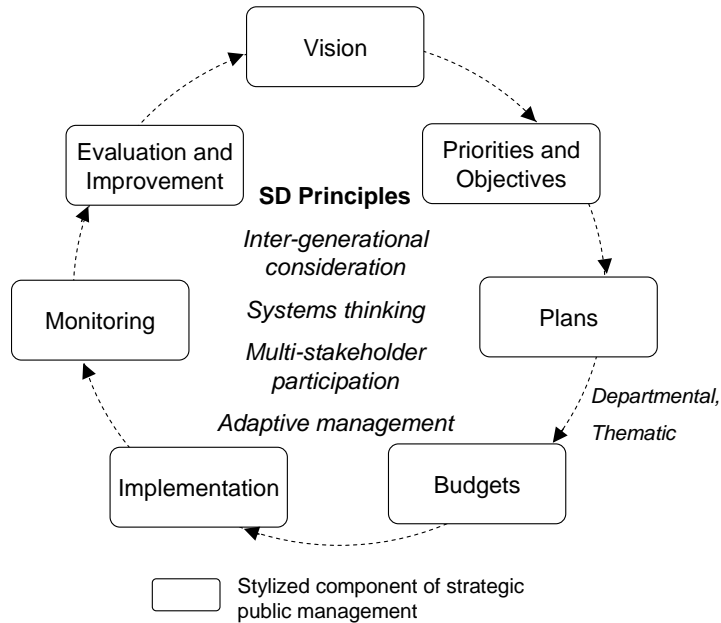 Vision
Priorities and
Objectives
Evaluation and
Improvement
SD Principles
Inter-generational
consideration
Systems thinking
Multi-stakeholder
participation
Adaptive management
Monitoring
Plans
Departmental,
Thematic
Implementation
Budgets
Stylized component of strategic
public management